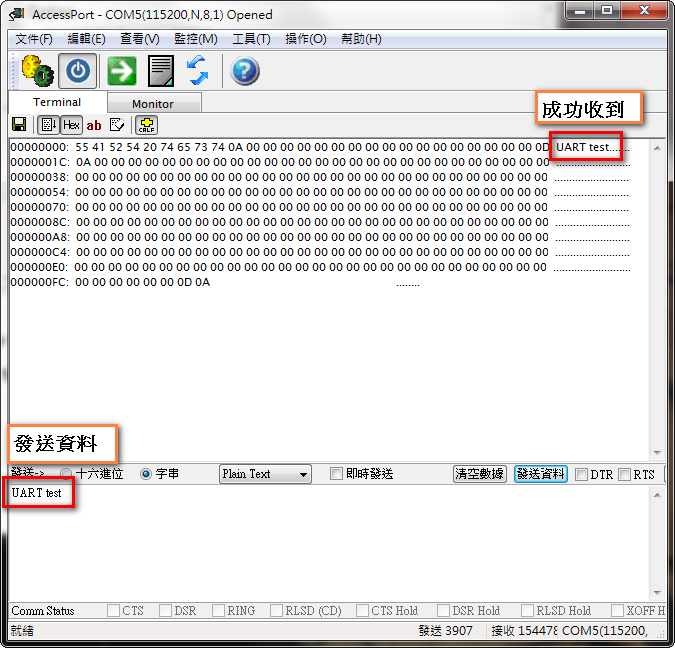 AccessPort - COM5(115200,N,8,1) Opened
文件(F) 編輯(E) 查看(V) 監控(M) 工具(T) 操作(O) 幫助(H)
Terminal Monitor
成功收到
Hex ab CRLF
00000000: 55 41 52 54 20 74 65 73 74 0A 00 00 00 00 00 00 00 00 00 00 00 00 00 00 00 00 00 0D UART test.....
0000001C: 0A 00 00 00 00 00 00 00 00 00 00 00 00 00 00 00 00 00 00 00 00 00 00 00 00 00 00 00 ............................
00000038: 00 00 00 00 00 00 00 00 00 00 00 00 00 00 00 00 00 00 00 00 00 00 00 00 00 00 00 00 ............................
00000054: 00 00 00 00 00 00 00 00 00 00 00 00 00 00 00 00 00 00 00 00 00 00 00 00 00 00 00 00 ............................
00000070: 00 00 00 00 00 00 00 00 00 00 00 00 00 00 00 00 00 00 00 00 00 00 00 00 00 00 00 00 ............................
0000008C: 00 00 00 00 00 00 00 00 00 00 00 00 00 00 00 00 00 00 00 00 00 00 00 00 00 00 00 00 ............................
000000A8: 00 00 00 00 00 00 00 00 00 00 00 00 00 00 00 00 00 00 00 00 00 00 00 00 00 00 00 00 ............................
000000C4: 00 00 00 00 00 00 00 00 00 00 00 00 00 00 00 00 00 00 00 00 00 00 00 00 00 00 00 00 ............................
000000E0: 00 00 00 00 00 00 00 00 00 00 00 00 00 00 00 00 00 00 00 00 00 00 00 00 00 00 00 00 ............................
000000FC: 00 00 00 00 00 00 0D 0A ........
發送資料
發送-> 十六進位 字串 Plain Text 即時發送 清空數據 發送資料 DTR RTS
UART test
Comm Status CTS DSR RING RLSD (CD) CTS Hold DSR Hold RLSD Hold XOFF H
就緒 發送 3907 接收 154478 COM5(115200,